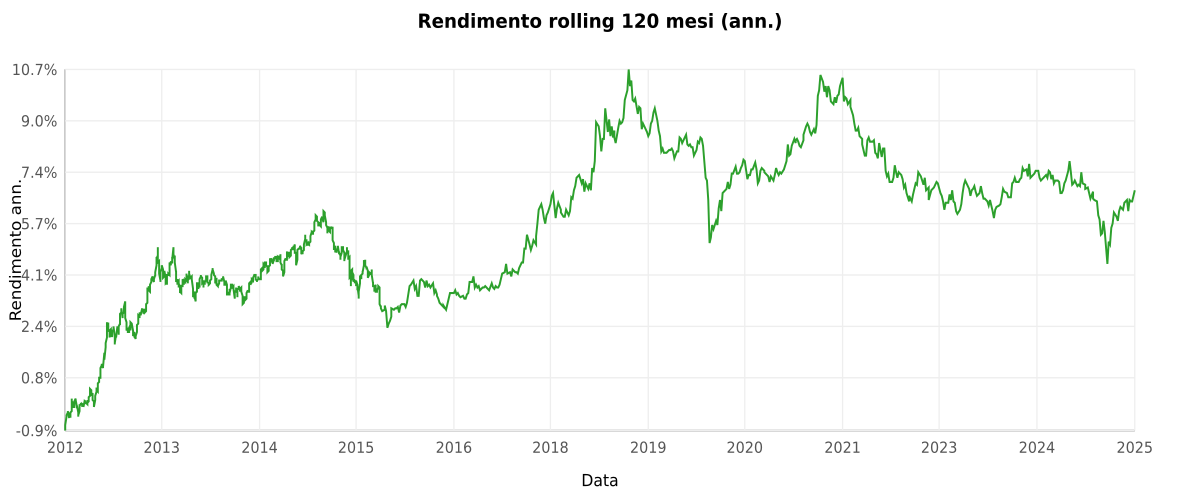 Rendimento rolling 120 mesi (ann.)
10.7%
9.0%
7.4%
5.7%
4.1%
2.4%
0.8%
-0.9%
Rendimento ann.
2012 2013 2014 2015 2016 2018 2019 2020 2021 2023 2024 2025
Data